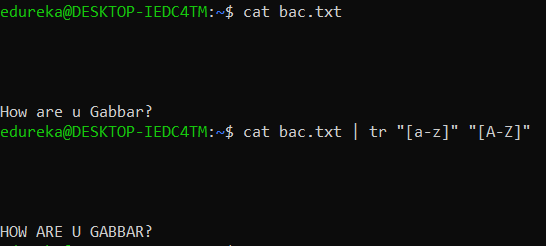 edureka@DESKTOP-IEDC4TM:~$ cat bac.txt
How are u Gabbar?
edureka@DESKTOP-IEDC4TM:~$ cat bac.txt | tr "[a-z]" "[A-Z]"
HOW ARE U GABBAR?